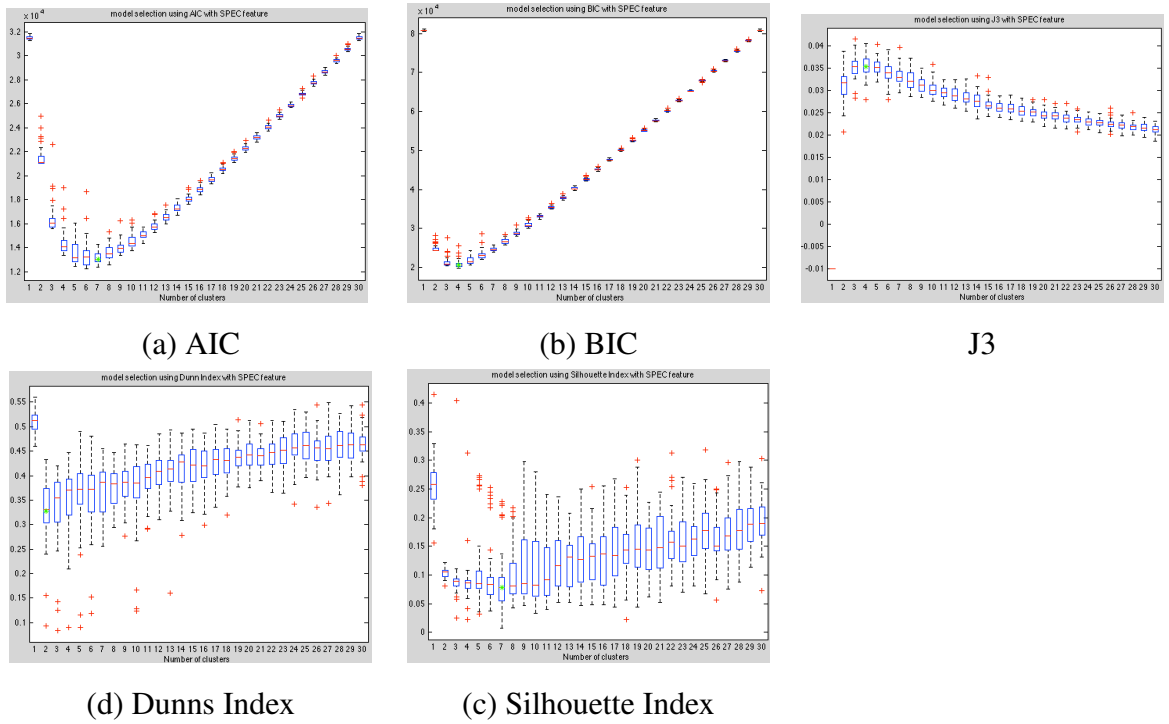 model selection using AIC with SPEC feature
x 10^4
3.2
3
2.8
2.6
2.4
2.2
2
1.8
1.6
1.4
1.2
1 2 3 4 5 6 7 8 9 10 11 12 13 14 15 16 17 18 19 20 21 22 23 24 25 26 27 28 29 30
Number of clusters
(a) AIC
model selection using BIC with SPEC feature
x 10^4
8
7
6
5
4
3
2
1 2 3 4 5 6 7 8 9 10 11 12 13 14 15 16 17 18 19 20 21 22 23 24 25 26 27 28 29 30
Number of clusters
(b) BIC
model selection using J3 with SPEC feature
0.04
0.035
0.03
0.025
0.02
0.015
0.01
0.005
0
-0.005
-0.01
1 2 3 4 5 6 7 8 9 10 11 12 13 14 15 16 17 18 19 20 21 22 23 24 25 26 27 28 29 30
Number of clusters
J3
model selection using Dunn Index with SPEC feature
0.55
0.5
0.45
0.4
0.35
0.3
0.25
0.2
0.15
0.1
1 2 3 4 5 6 7 8 9 10 11 12 13 14 15 16 17 18 19 20 21 22 23 24 25 26 27 28 29 30
Number of clusters
(d) Dunns Index
model selection using Silhouette Index with SPEC feature
0.4
0.35
0.3
0.25
0.2
0.15
0.1
0.05
0
1 2 3 4 5 6 7 8 9 10 11 12 13 14 15 16 17 18 19 20 21 22 23 24 25 26 27 28 29 30
Number of clusters
(c) Silhouette Index